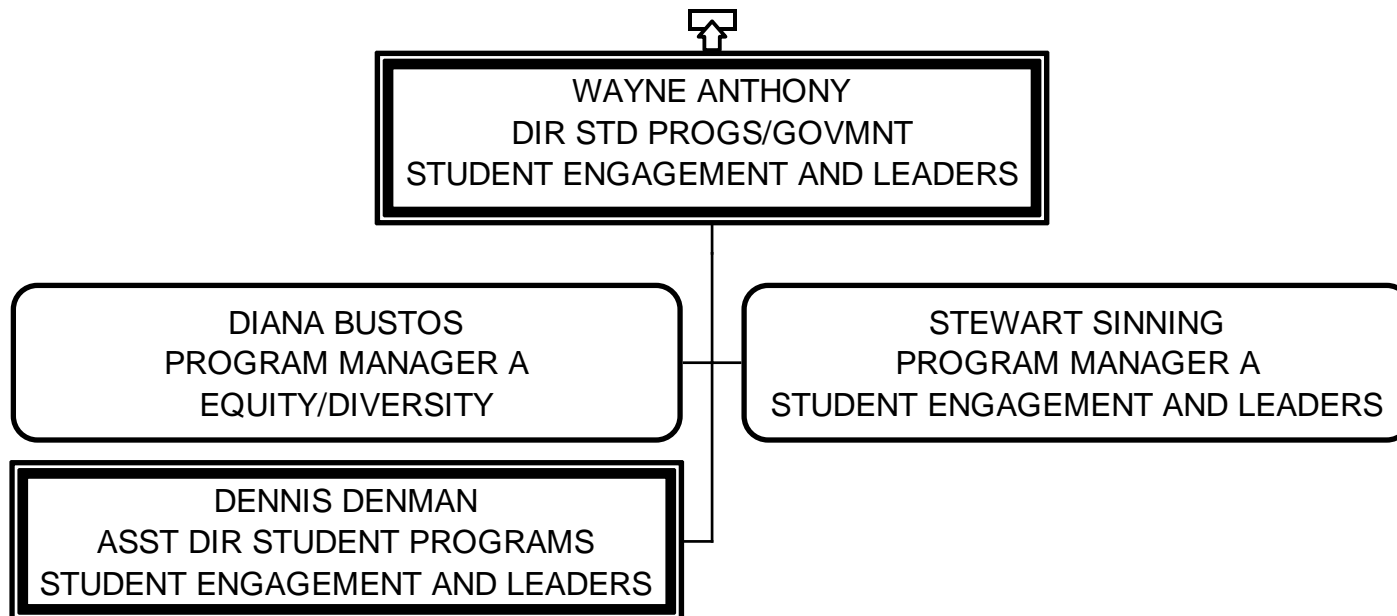 WAYNE ANTHONY
DIR STD PROGS/GOVMNT
STUDENT ENGAGEMENT AND LEADERS
DIANA BUSTOS
PROGRAM MANAGER A
EQUITY/DIVERSITY
STEWART SINNING
PROGRAM MANAGER A
STUDENT ENGAGEMENT AND LEADERS
DENNIS DENMAN
ASST DIR STUDENT PROGRAMS
STUDENT ENGAGEMENT AND LEADERS